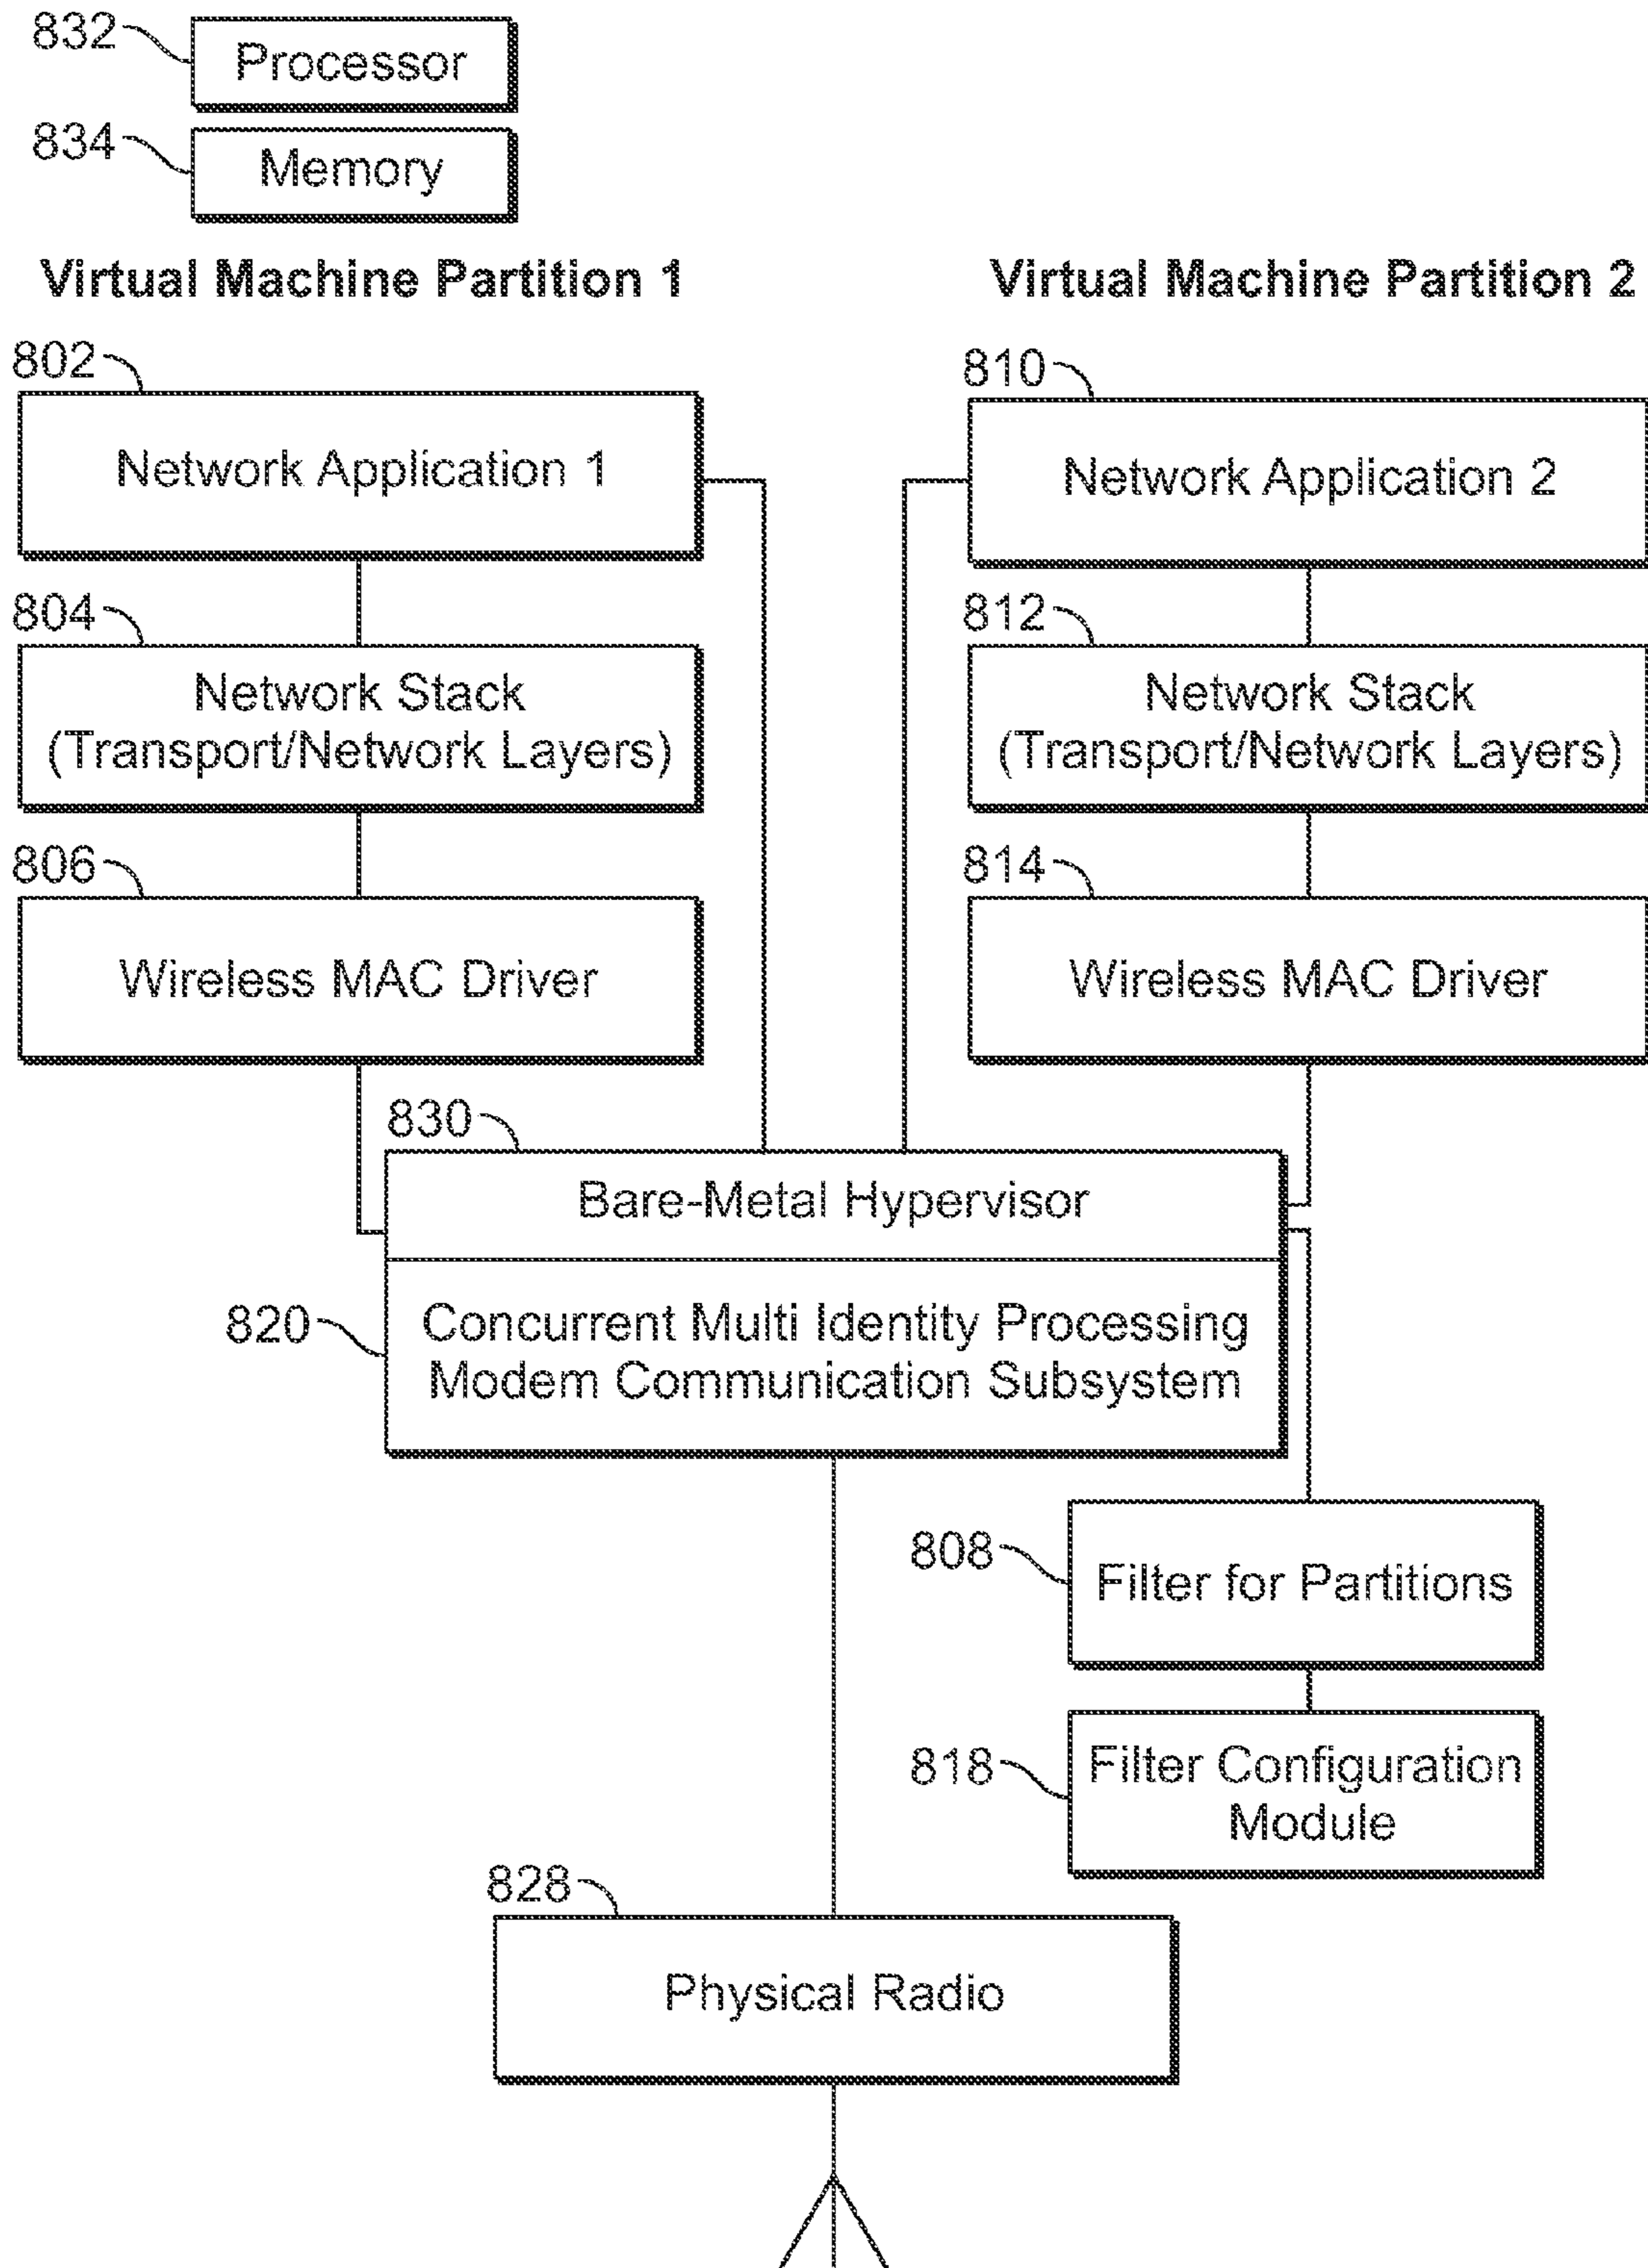 832
Processor
834
Memory
Virtual Machine Partition 1
Virtual Machine Partition 2
802
Network Application 1
810
Network Application 2
804
Network Stack
(Transport/Network Layers)
812
Network Stack
(Transport/Network Layers)
806
Wireless MAC Driver
814
Wireless MAC Driver
830
Bare-Metal Hypervisor
820
Concurrent Multi Identity Processing
Modem Communication Subsystem
808
Filter for Partitions
818
Filter Configuration
Module
828
Physical Radio